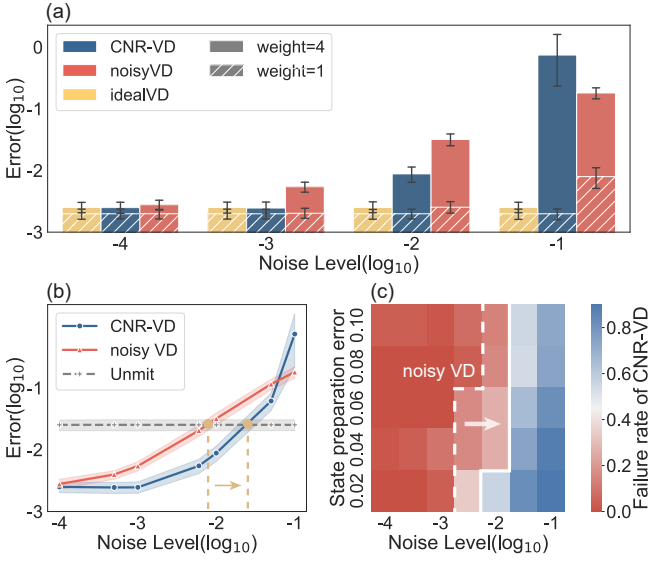 (a)
0
-1
-2
-3
Error(log10)
CNR-VD
noisyVD
idealVD
weight=4
weight=1
-4 -3 -2 -1
Noise Level(log10)
(b)
-1
-2
-3
Error(log10)
CNR-VD
noisy VD
Unmit
-4 -3 -2 -1
Noise Level(log10)
(c)
State preparation error
0.10
0.08
0.06
0.04
0.02
noisy VD
-4 -3 -2 -1
Noise Level(log10)
0.8
0.6
0.4
0.2
0.0
Failure rate of CNR-VD